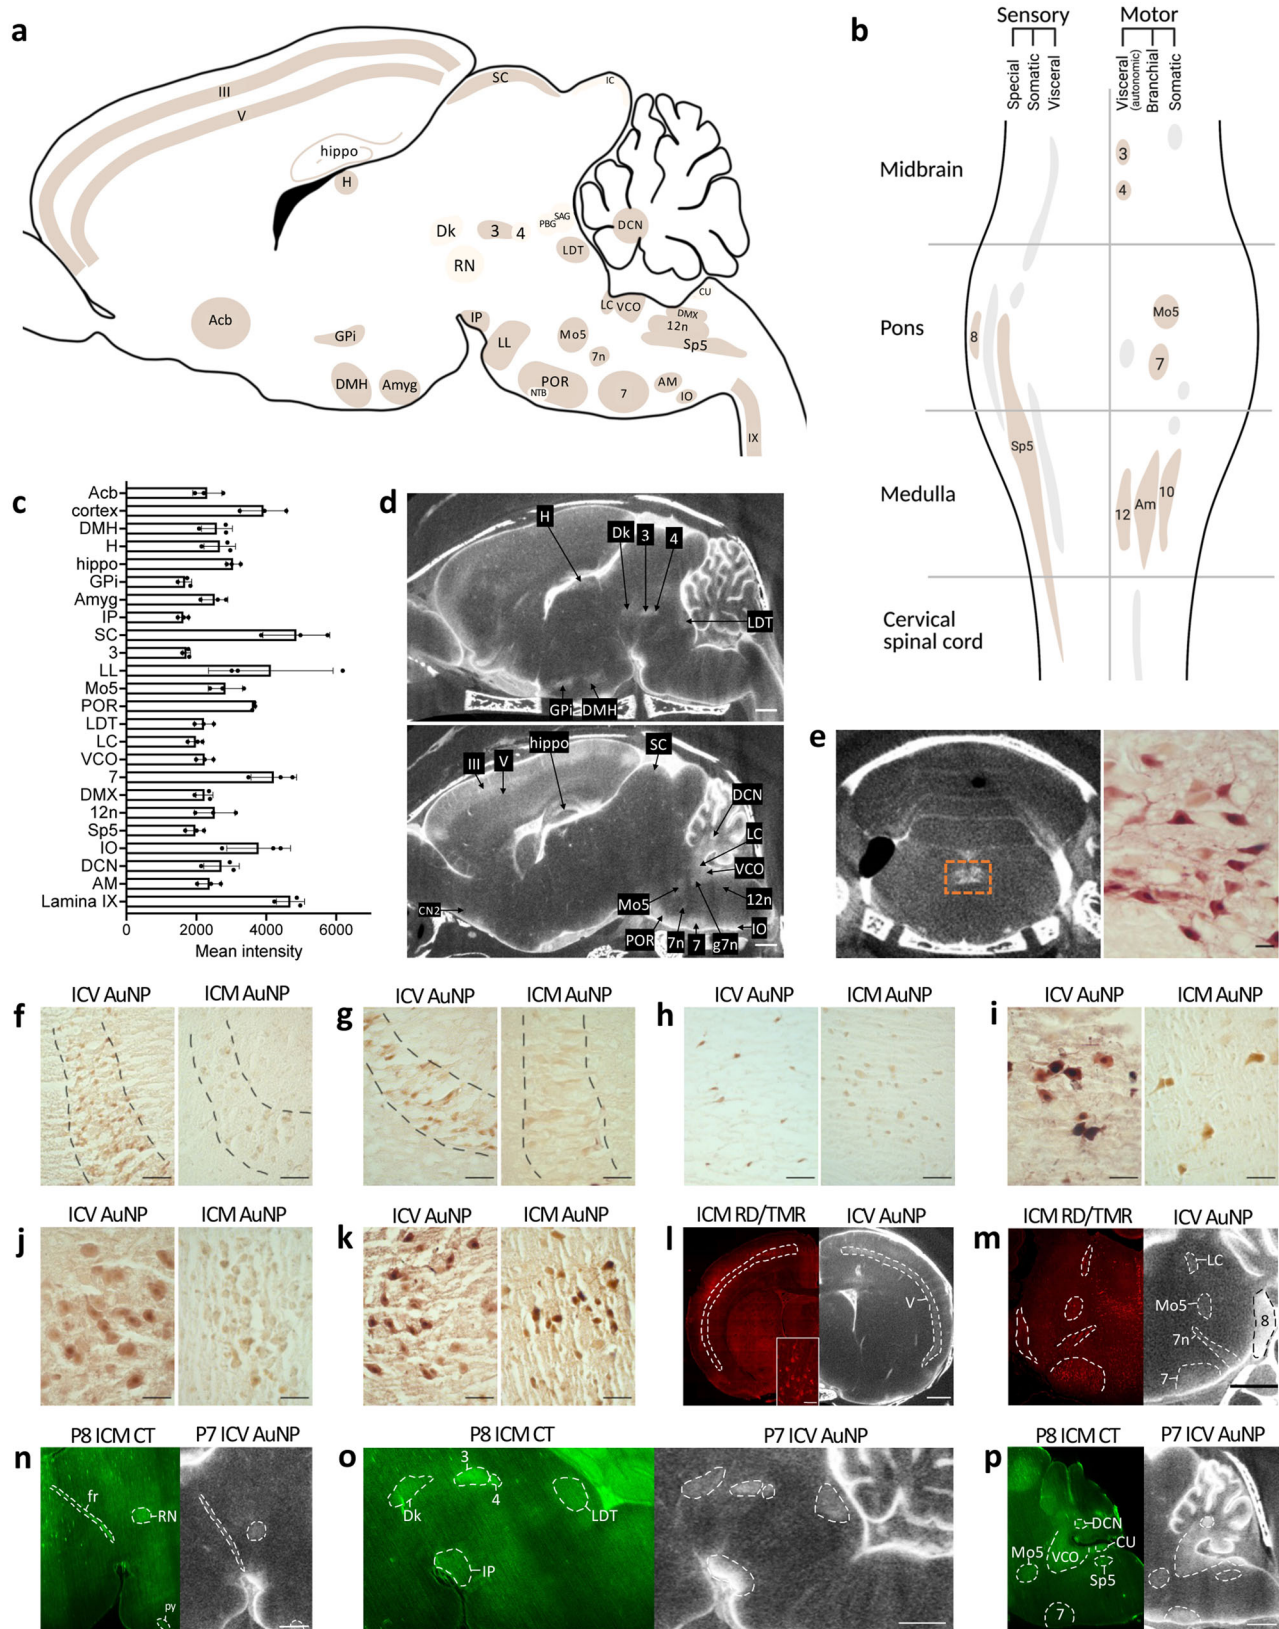 a
III
V
hippo
H
SC
IC
Dk
3
4
PBG
SAG
RN
LDT
DCN
Acb
GPi
DMH
Amyg
IP
LL
Mo5
7n
POR
NTB
7
AM
IO
LC
VCO
CU
DMX
12n
Sp5
IX
b
Sensory
Motor
Special
Somatic
Visceral
Visceral
(autonomic)
Branchial
Somatic
Midbrain
3
4
Pons
8
Mo5
7
Medulla
Sp5
12
Am
10
Cervical
spinal cord
c
Acb
cortex
DMH
H
hippo
GPi
Amyg
IP
SC
3
LL
Mo5
POR
LDT
LC
VCO
7
DMX
12n
Sp5
IO
DCN
AM
Lamina IX
0 2000 4000 6000
Mean intensity
d
H
Dk
3
4
LDT
GPi
DMH
III
V
hippo
SC
DCN
LC
VCO
12n
Mo5
CN2
POR
7n
7
g7n
IO
e
f
ICV AuNP ICM AuNP
g
ICV AuNP ICM AuNP
h
ICV AuNP ICM AuNP
i
ICV AuNP ICM AuNP
j
ICV AuNP ICM AuNP
k
ICV AuNP ICM AuNP
l
ICM RD/TMR ICV AuNP
V
m
ICM RD/TMR ICV AuNP
LC
Mo5
8
7n
7
n
P8 ICM CT P7 ICV AuNP
fr
RN
py
o
P8 ICM CT P7 ICV AuNP
3
4
Dk
LDT
IP
p
P8 ICM CT P7 ICV AuNP
DCN
CU
Mo5
VCO
Sp5
7